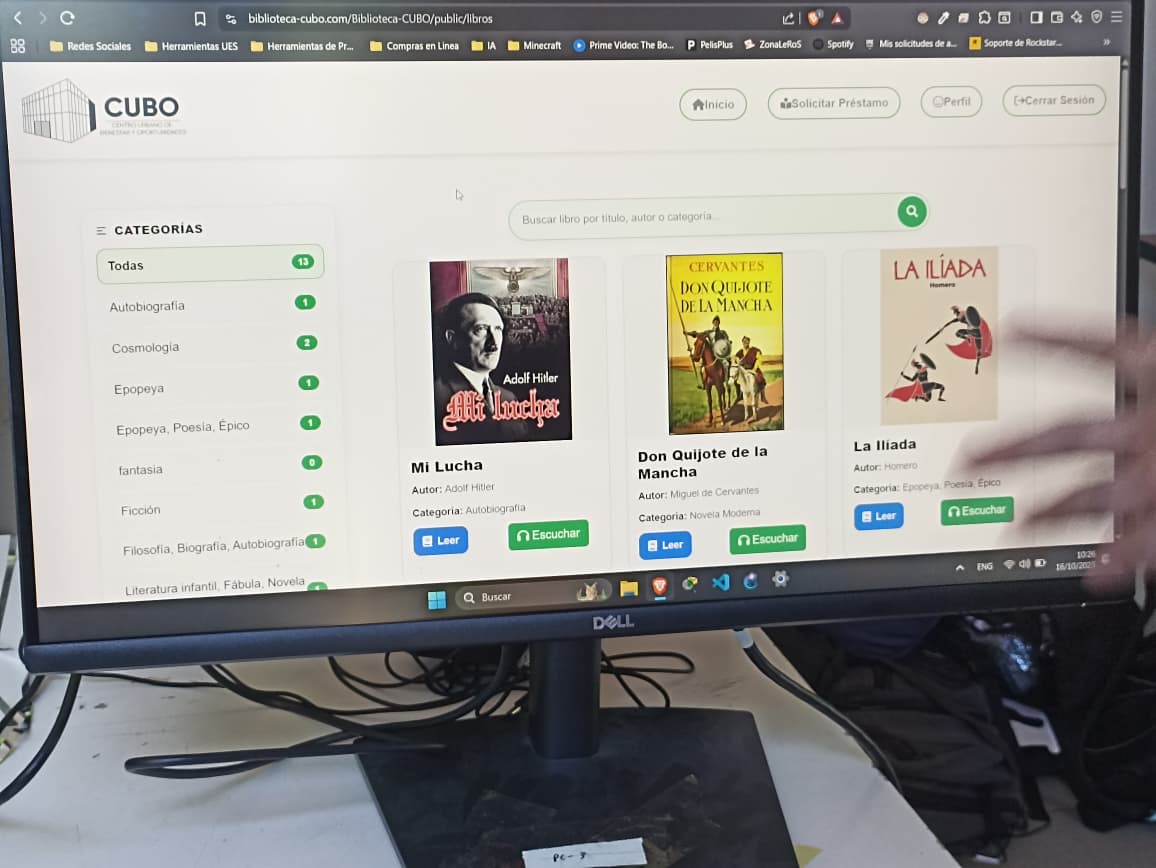 biblioteca-cubo.com/Biblioteca-CUBO/public/libros
Redes Sociales
Herramientas UES
Herramientas de Pr...
Compras en Linea
IA
Minecraft
Prime Video: The Bo...
PelisPlus
ZonaLeRoS
Spotify
Mis solicitudes de a...
Soporte de Rockstar...
CUBO
CENTRO URBANO DE
BIENESTAR Y OPORTUNIDADES
Inicio
Solicitar Préstamo
Perfil
Cerrar Sesión
Buscar libro por título, autor o categoría...
CATEGORÍAS
Todas 13
Autobiografía 1
Cosmología 2
Epopeya 1
Epopeya, Poesía, Épico 1
fantasia 0
Ficción 1
Filosofía, Biografía, Autobiografía 1
Literatura infantil, Fábula, Novela
Adolf Hitler
Mi lucha
Mi Lucha
Autor: Adolf Hitler
Categoria: Autobiografía
Leer
Escuchar
CERVANTES
DON QUIJOTE
DE LA MANCHA
Don Quijote de la
Mancha
Autor: Miguel de Cervantes
Categoria: Novela Moderna
Leer
Escuchar
LA ILÍADA
Homero
La Ilíada
Autor: Homero
Categoria: Epopeya, Poesía, Épico
Leer
Escuchar
Buscar
ENG
10:26
DELL
PC-3